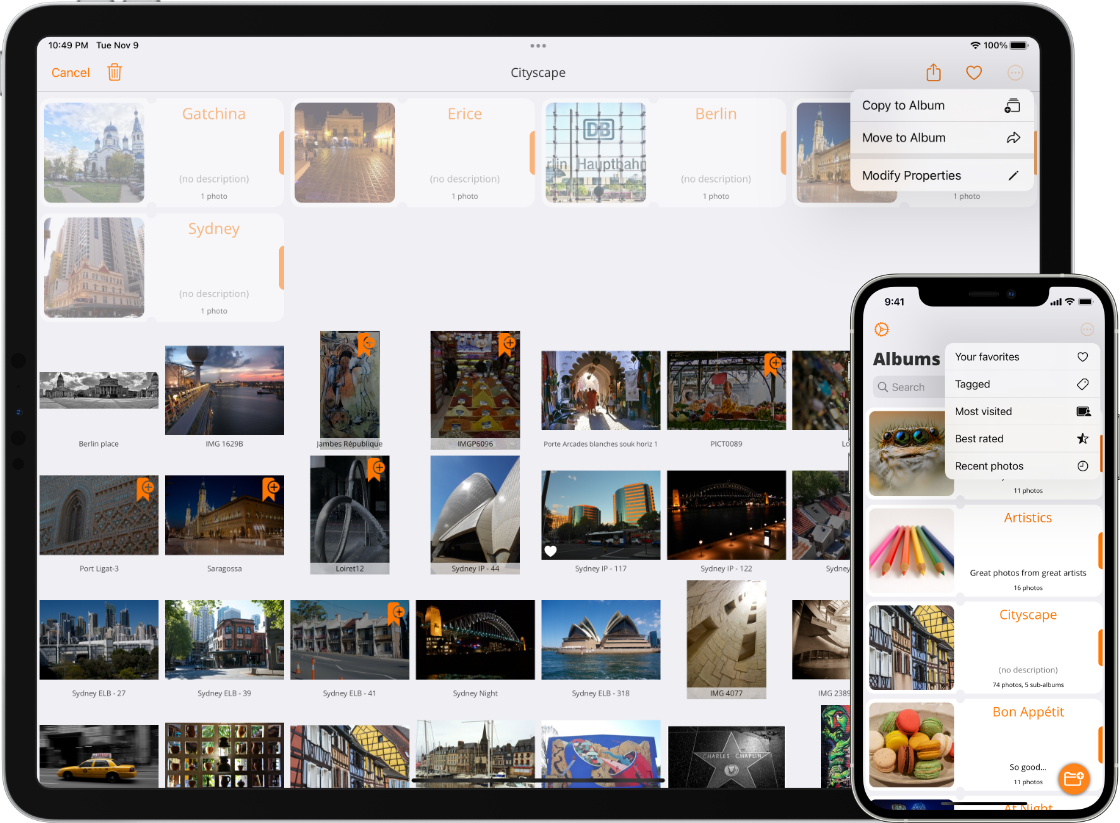 10:49 PM Tue Nov 9
100%
Cancel
Cityscape
Copy to Album
Move to Album
Modify Properties
Gatchina
(no description)
1 photo
Erice
(no description)
1 photo
DB
Hauptbahn
Berlin
(no description)
1 photo
1 photo
Sydney
(no description)
1 photo
Berlin place
IMG 1629B
Jambes République
IMGP6096
Porte Arcades blanches souk horiz 1
PICT0089
Port Ligat-3
Saragossa
Loiret12
Sydney IP - 44
Sydney IP - 117
Sydney IP - 122
Sydney
Sydney ELB - 27
Sydney ELB - 39
Sydney ELB - 41
Sydney Night
Sydney ELB - 318
IMG 4077
IMG 2389
CHARLES CHAPLIN
9:41
Albums
Search
Your favorites
Tagged
Most visited
Best rated
Recent photos
11 photos
Artistics
Great photos from great artists
16 photos
Cityscape
(no description)
74 photos, 5 sub-albums
Bon Appétit
So good...
11 photos
At Night